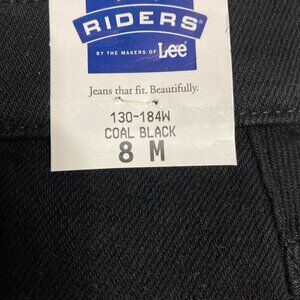 RIDERS®
BY THE MAKERS OF Lee®
Jeans that fit. Beautifully.
130-184W
COAL BLACK
8 M